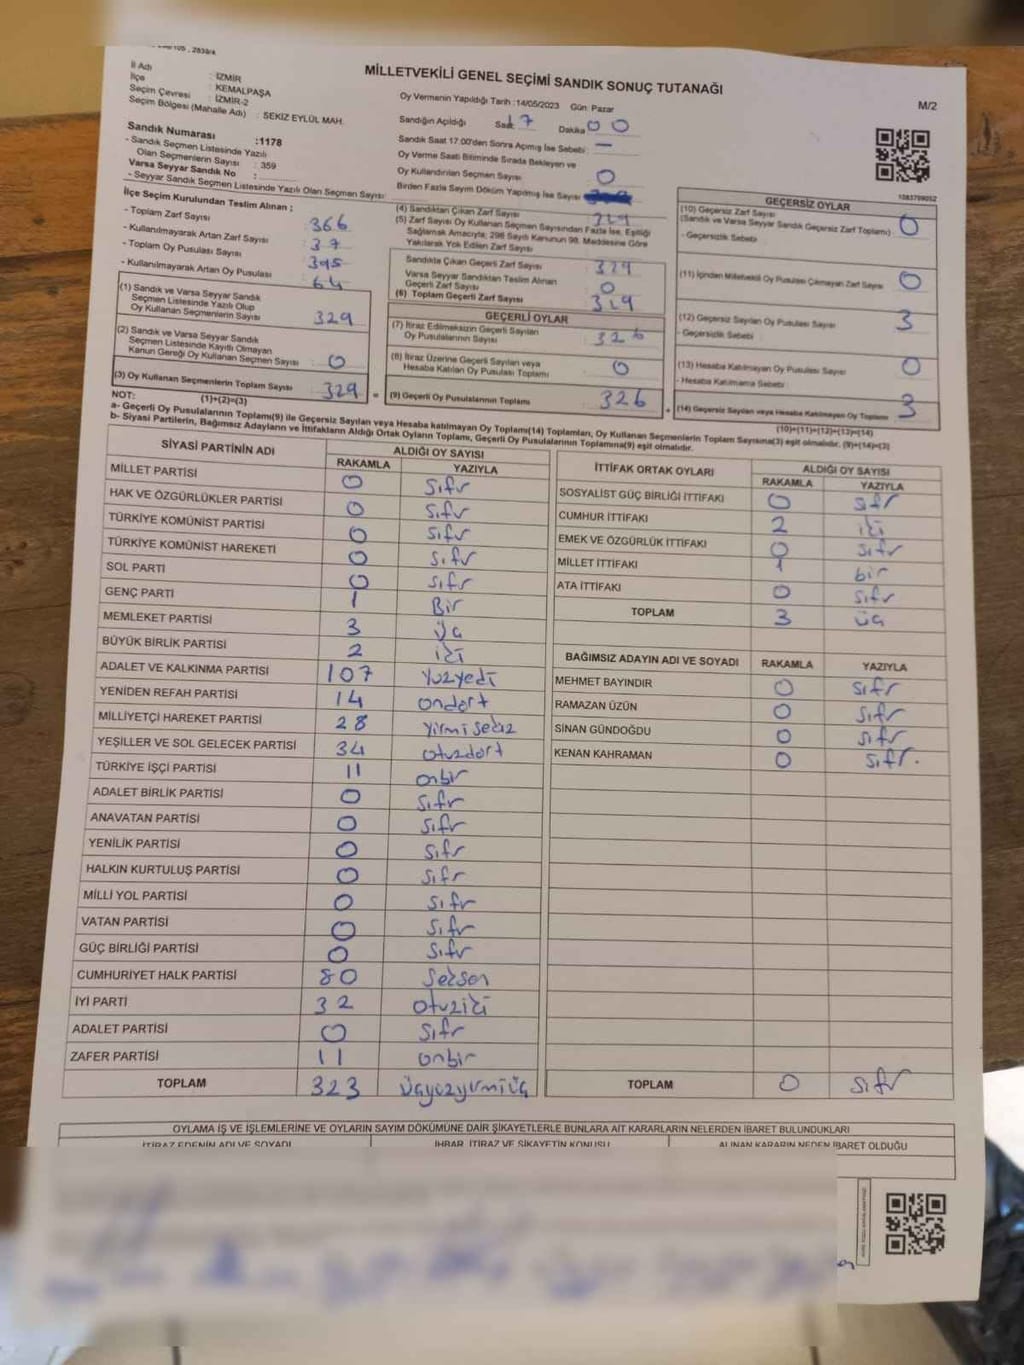 MİLLETVEKİLİ GENEL SEÇİMİ SANDIK SONUÇ TUTANAĞI
M/2
İl Adı : İZMİR
İlçe : KEMALPAŞA
Seçim Çevresi : İZMİR-2
Seçim Bölgesi (Mahalle Adı) : SEKİZ EYLÜL MAH.
Sandık Numarası :1178
- Sandık Seçmen Listesinde Yazılı
Olan Seçmenlerin Sayısı : 359
Varsa Seyyar Sandık No :
- Seyyar Sandık Seçmen Listesinde Yazılı Olan Seçmen Sayısı:
Oy Vermenin Yapıldığı Tarih :14/05/2023 Gün Pazar
Sandığın Açıldığı Saat 17 Dakika 00
Sandık Saat 17:00'den Sonra Açmış İse Sebebi : —
Oy Verme Saati Bitiminde Sırada Bekleyen ve
Oy Kullandırılan Seçmen Sayısı : 0
Birden Fazla Sayım Döküm Yapılmış İse Sayısı
İlçe Seçim Kurulundan Teslim Alınan ;
- Toplam Zarf Sayısı : 366
- Kullanılmayarak Artan Zarf Sayısı : 37
- Toplam Oy Pusulası Sayısı : 395
- Kullanılmayarak Artan Oy Pusulası : 64
(1) Sandık ve Varsa Seyyar Sandık
Seçmen Listesinde Yazılı Olup
Oy Kullanan Seçmenlerin Sayısı : 329
(2) Sandık ve Varsa Seyyar Sandık
Seçmen Listesinde Kayıtlı Olmayan
Kanun Gereği Oy Kullanan Seçmen Sayısı : 0
(3) Oy Kullanan Seçmenlerin Toplam Sayısı : 329
(1)+(2)=(3)
(4) Sandıktan Çıkan Zarf Sayısı : 329
(5) Zarf Sayısı Oy Kullanan Seçmen Sayısından Fazla İse, Eşitliği
Sağlamak Amacıyla; 298 Sayılı Kanunun 98. Maddesine Göre
Yakılarak Yok Edilen Zarf Sayısı :
Sandıkta Çıkan Geçerli Zarf Sayısı : 329
Varsa Seyyar Sandıktan Teslim Alınan
Geçerli Zarf Sayısı : 0
(6) Toplam Geçerli Zarf Sayısı : 329
GEÇERLİ OYLAR
(7) İtiraz Edilmeksizin Geçerli Sayılan
Oy Pusulalarının Sayısı : 326
(8) İtiraz Üzerine Geçerli Sayılan veya
Hesaba Katılan Oy Pusulası Toplamı : 0
(9) Geçerli Oy Pusulalarının Toplamı : 326
GEÇERSİZ OYLAR
(10) Geçersiz Zarf Sayısı
(Sandık ve Varsa Seyyar Sandık Geçersiz Zarf Toplamı) : 0
- Geçersizlik Sebebi :
(11) İçinden Milletvekili Oy Pusulası Çıkmayan Zarf Sayısı : 0
(12) Geçersiz Sayılan Oy Pusulası Sayısı : 3
- Geçersizlik Sebebi :
(13) Hesaba Katılmayan Oy Pusulası Sayısı : 0
- Hesaba Katılmama Sebebi :
(14) Geçersiz Sayılan veya Hesaba Katılmayan Oy Toplamı : 3
(10)+(11)+(12)+(13)=(14)
NOT:
a- Geçerli Oy Pusulalarının Toplamı(9) ile Geçersiz Sayılan veya Hesaba katılmayan Oy Toplamı(14) Toplamları, Oy Kullanan Seçmenlerin Toplam Sayısına(3) eşit olmalıdır. (9)+(14)=(3)
b- Siyasi Partilerin, Bağımsız Adayların ve İttifakların Aldığı Ortak Oyların Toplamı, Geçerli Oy Pusulalarının Toplamına(9) eşit olmalıdır.
SİYASİ PARTİNİN ADI ALDIĞI OY SAYISI
RAKAMLA YAZIYLA
MİLLET PARTİSİ 0 sıfr
HAK VE ÖZGÜRLÜKLER PARTİSİ 0 sıfr
TÜRKİYE KOMÜNİST PARTİSİ 0 sıfr
TÜRKİYE KOMÜNİST HAREKETİ 0 sıfr
SOL PARTİ 0 sıfr
GENÇ PARTİ 1 Bir
MEMLEKET PARTİSİ 3 üç
BÜYÜK BİRLİK PARTİSİ 2 iki
ADALET VE KALKINMA PARTİSİ 107 yüzyedi
YENİDEN REFAH PARTİSİ 14 ondört
MİLLİYETÇİ HAREKET PARTİSİ 28 yirmisekiz
YEŞİLLER VE SOL GELECEK PARTİSİ 34 otuzdört
TÜRKİYE İŞÇİ PARTİSİ 11 onbir
ADALET BİRLİK PARTİSİ 0 sıfr
ANAVATAN PARTİSİ 0 sıfr
YENİLİK PARTİSİ 0 sıfr
HALKIN KURTULUŞ PARTİSİ 0 sıfr
MİLLİ YOL PARTİSİ 0 sıfr
VATAN PARTİSİ 0 sıfr
GÜÇ BİRLİĞİ PARTİSİ 0 sıfr
CUMHURİYET HALK PARTİSİ 80 seksen
İYİ PARTİ 32 otuziki
ADALET PARTİSİ 0 sıfr
ZAFER PARTİSİ 11 onbir
TOPLAM 323 üçyüzyirmiüç
İTTİFAK ORTAK OYLARI ALDIĞI OY SAYISI
RAKAMLA YAZIYLA
SOSYALİST GÜÇ BİRLİĞİ İTTİFAKI 0 sıfr
CUMHUR İTTİFAKI 2 iki
EMEK VE ÖZGÜRLÜK İTTİFAKI 0 sıfr
MİLLET İTTİFAKI 1 bir
ATA İTTİFAKI 0 sıfr
TOPLAM 3 üç
BAĞIMSIZ ADAYIN ADI VE SOYADI RAKAMLA YAZIYLA
MEHMET BAYINDIR 0 sıfr
RAMAZAN ÜZÜN 0 sıfr
SİNAN GÜNDOĞDU 0 sıfr
KENAN KAHRAMAN 0 sıfr.
TOPLAM 0 sıfr
OYLAMA İŞ VE İŞLEMLERİNE VE OYLARIN SAYIM DÖKÜMÜNE DAİR ŞİKAYETLERLE BUNLARA AİT KARARLARIN NELERDEN İBARET BULUNDUKLARI
İTİRAZ EDENİN ADI VE SOYADI İHBAR, İTİRAZ VE ŞİKAYETİN KONUSU ALINAN KARARIN NEDEN İBARET OLDUĞU